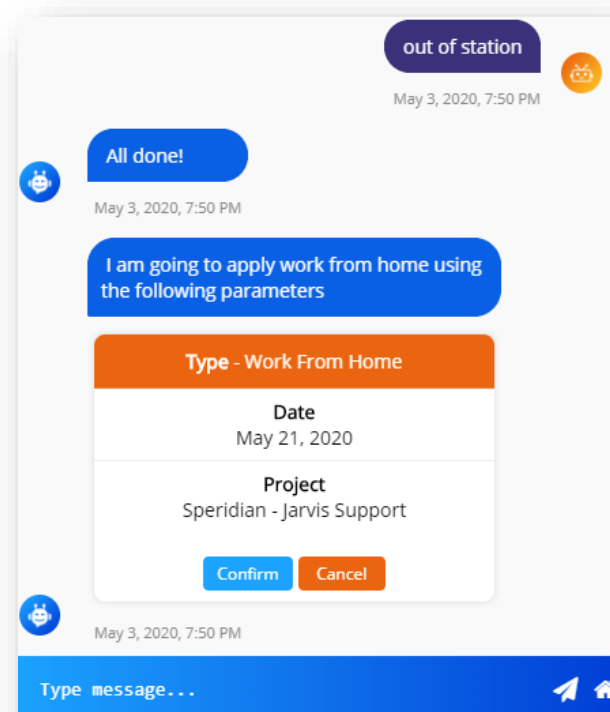 out of station
May 3, 2020, 7:50 PM
All done!
May 3, 2020, 7:50 PM
I am going to apply work from home using
the following parameters
Type - Work From Home
Date
May 21, 2020
Project
Speridian - Jarvis Support
Confirm Cancel
May 3, 2020, 7:50 PM
Type message...